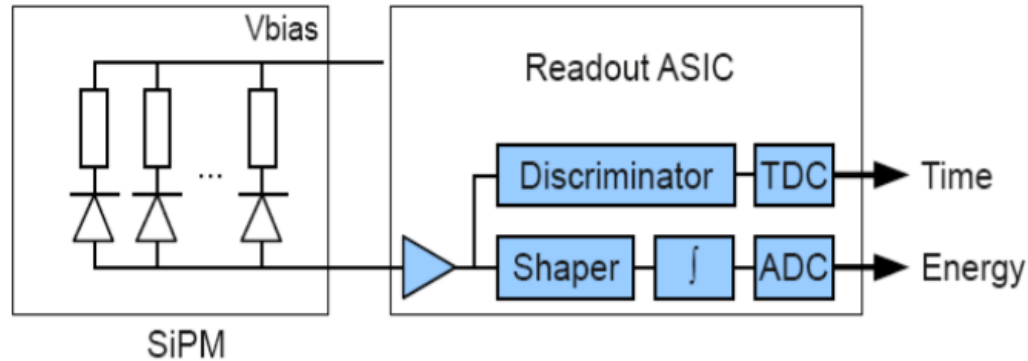 Vbias
Readout ASIC
...
Discriminator
TDC
Time
Shaper
∫
ADC
Energy
SiPM